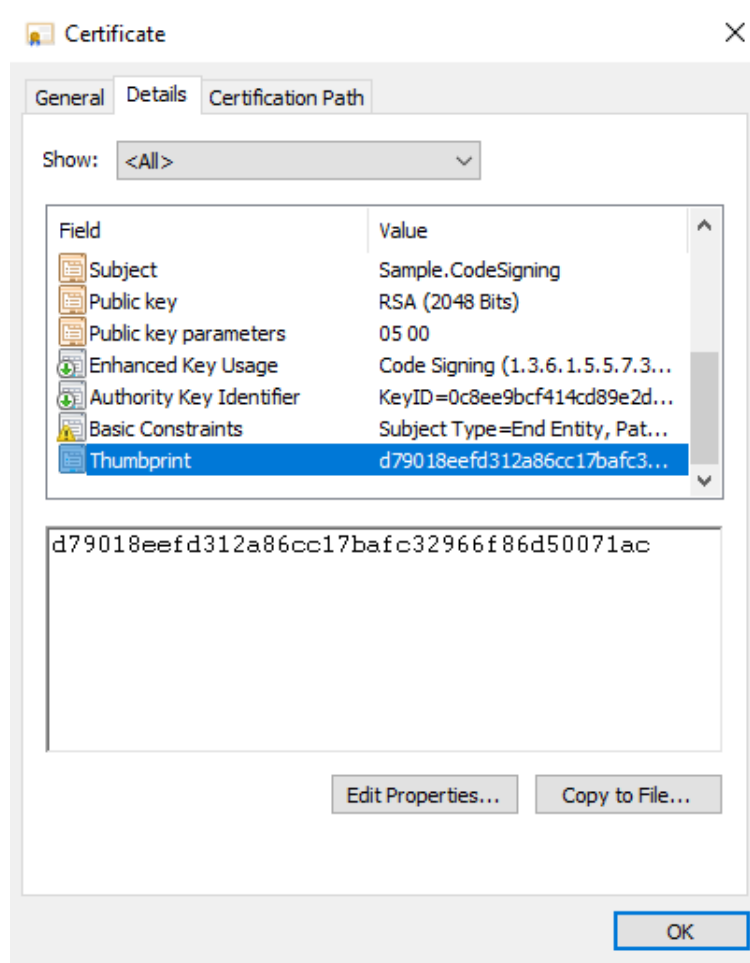 Certificate
General Details Certification Path
Show: <All>
Field Value
Subject Sample.CodeSigning
Public key RSA (2048 Bits)
Public key parameters 05 00
Enhanced Key Usage Code Signing (1.3.6.1.5.5.7.3...
Authority Key Identifier KeyID=0c8ee9bcf414cd89e2d...
Basic Constraints Subject Type=End Entity, Pat...
Thumbprint d79018eefd312a86cc17bafc3...
d79018eefd312a86cc17bafc32966f86d50071ac
Edit Properties... Copy to File...
OK